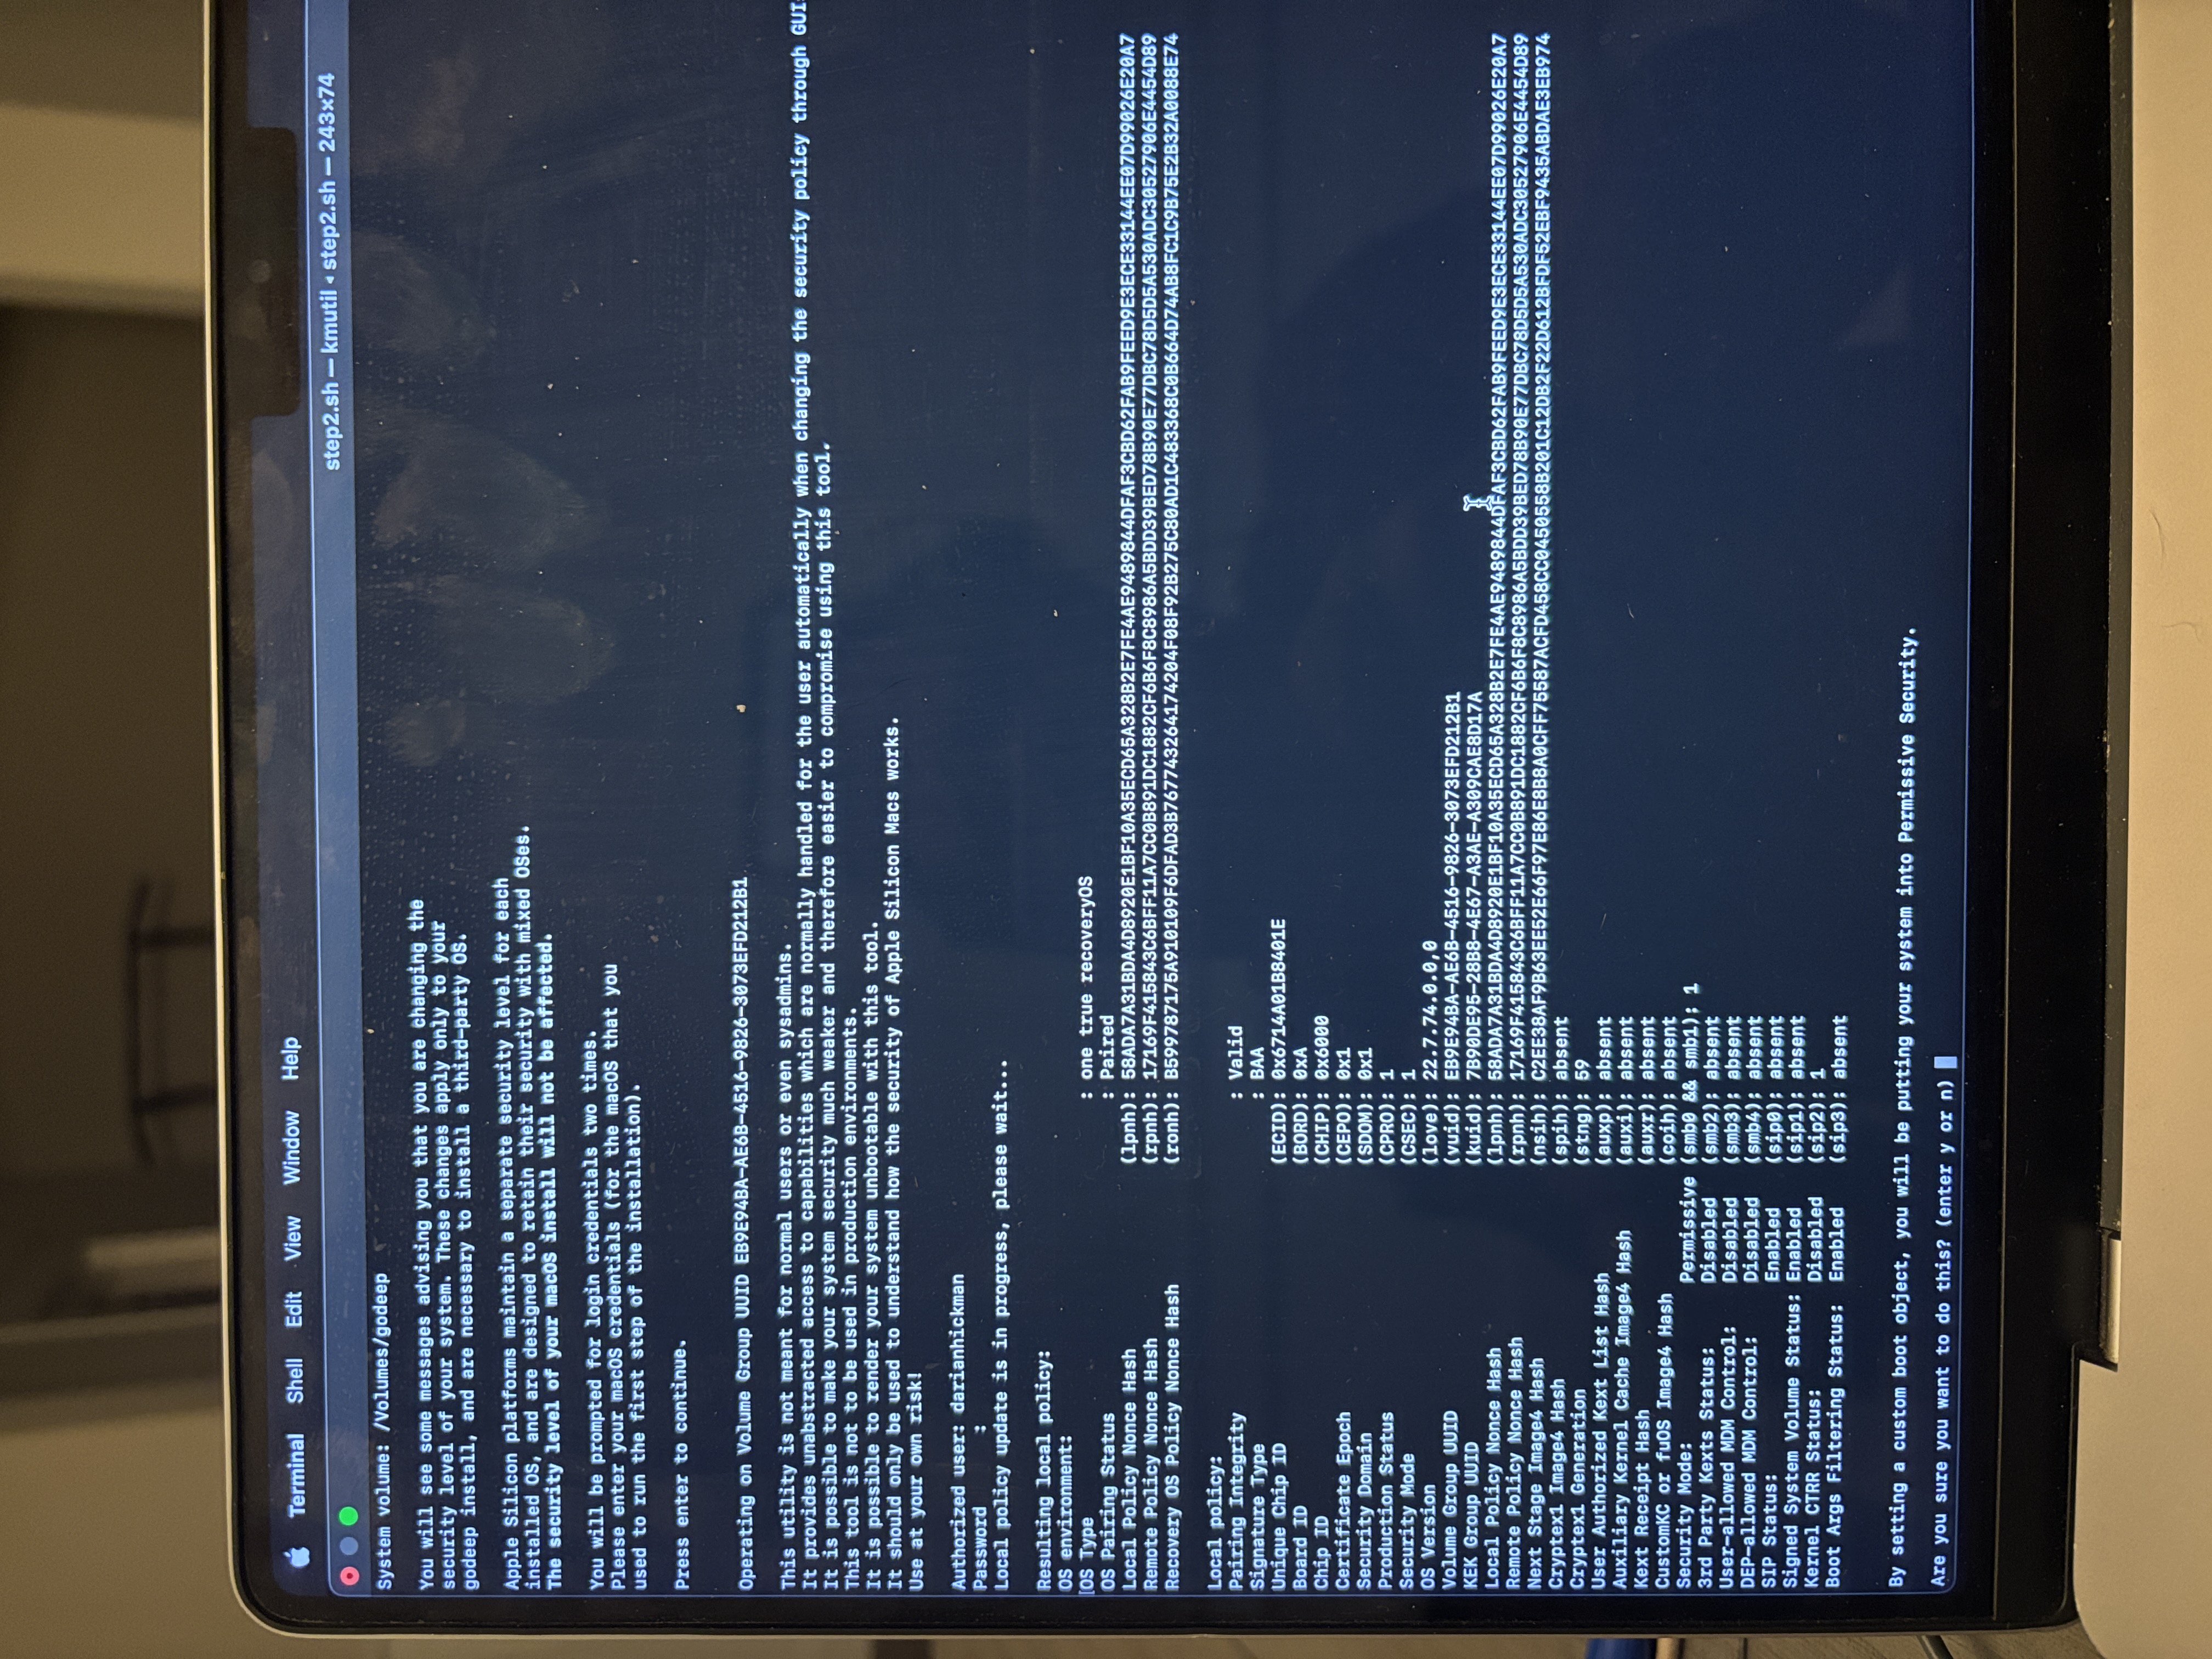 Terminal Shell Edit View Window Help
step2.sh — kmutil ◂ step2.sh — 243×74
System volume: /Volumes/godeep
You will see some messages advising you that you are changing the
security level of your system. These changes apply only to your
godeep install, and are necessary to install a third-party OS.
Apple Silicon platforms maintain a separate security level for each
installed OS, and are designed to retain their security with mixed OSes.
The security level of your macOS install will not be affected.
You will be prompted for login credentials two times.
Please enter your macOS credentials (for the macOS that you
used to run the first step of the installation).
Press enter to continue.
Operating on Volume Group UUID EB9E94BA-AE6B-4516-9826-3073EFD212B1
This utility is not meant for normal users or even sysadmins.
It provides unabstracted access to capabilities which are normally handled for the user automatically when changing the security policy through GUI
It is possible to make your system security much weaker and therefore easier to compromise using this tool.
This tool is not to be used in production environments.
It is possible to render your system unbootable with this tool.
It should only be used to understand how the security of Apple Silicon Macs works.
Use at your own risk!
Authorized user: darianhickman
Password :
Local policy update is in progress, please wait...
Resulting local policy:
OS environment:
OS Type : one true recoveryOS
OS Pairing Status : Paired
Local Policy Nonce Hash (lpnh): 58ADA7A31BDA4D8920E1BF10A35ECD65A328B2E7FE4AE9489844DFAF3CBD62FAB9FEED9E3ECE33144EE07D99026E20A7
Remote Policy Nonce Hash (rpnh): 17169F415843C6BFF11A7CC0B891DC1882CF6B6F8C8986A5BDD39BED78B90E77DBC78D5D5A530ADC30527906E4454D89
Recovery OS Policy Nonce Hash (ronh): B599787175A910109F6DFAD3B767743264174204F08F92B275C80AD1C483368C0B664D74AB8FC1C9B75E2B32A0088E74
Local policy:
Pairing Integrity : Valid
Signature Type : BAA
Unique Chip ID (ECID): 0x6714A01B8401E
Board ID (BORD): 0xA
Chip ID (CHIP): 0x6000
Certificate Epoch (CEPO): 0x1
Security Domain (SDOM): 0x1
Production Status (CPRO): 1
Security Mode (CSEC): 1
OS Version (love): 22.7.74.0.0,0
Volume Group UUID (vuid): EB9E94BA-AE6B-4516-9826-3073EFD212B1
KEK Group UUID (kuid): 7B90DE95-28B8-4E67-A3AE-A309CAE8D17A
Local Policy Nonce Hash (lpnh): 58ADA7A31BDA4D8920E1BF10A35ECD65A328B2E7FE4AE9489844DFAF3CBD62FAB9FEED9E3ECE33144EE07D99026E20A7
Remote Policy Nonce Hash (rpnh): 17169F415843C6BFF11A7CC0B891DC1882CF6B6F8C8986A5BDD39BED78B90E77DBC78D5D5A530ADC30527906E4454D89
Next Stage Image4 Hash (nsih): C2EE38AF9B63EE52E66F97E86E8B8A0CFF75587ACFD458CC0450558B201C12DB2F22D612BFDF52EBF9435ABDAE3EB974
Cryptex1 Image4 Hash (spih): absent
Cryptex1 Generation (stng): 59
User Authorized Kext List Hash (auxp): absent
Auxiliary Kernel Cache Image4 Hash (auxi): absent
Kext Receipt Hash (auxr): absent
CustomKC or fuOS Image4 Hash (coih): absent
Security Mode: Permissive (smb0 && smb1): 1
3rd Party Kexts Status: Disabled (smb2): absent
User-allowed MDM Control: Disabled (smb3): absent
DEP-allowed MDM Control: Disabled (smb4): absent
SIP Status: Enabled (sip0): absent
Signed System Volume Status: Enabled (sip1): absent
Kernel CTRR Status: Disabled (sip2): 1
Boot Args Filtering Status: Enabled (sip3): absent
By setting a custom boot object, you will be putting your system into Permissive Security.
Are you sure you want to do this? (enter y or n)